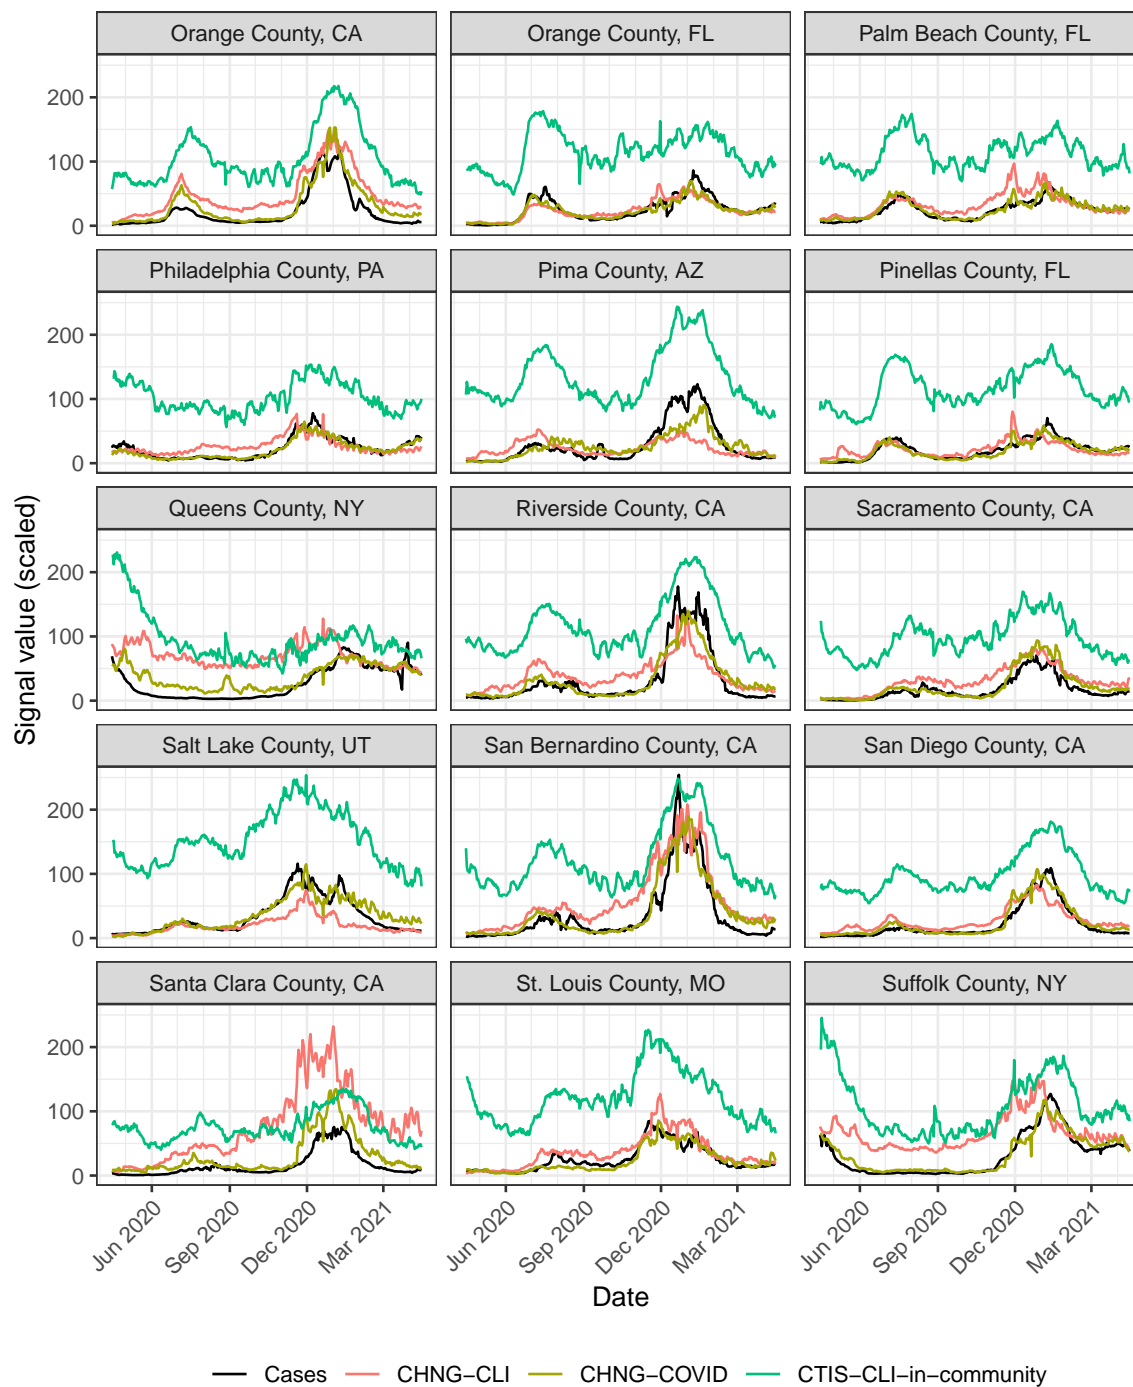 Orange County, CA
Orange County, FL
Palm Beach County, FL
200
100
0
Philadelphia County, PA
Pima County, AZ
Pinellas County, FL
200
100
0
Queens County, NY
Riverside County, CA
Sacramento County, CA
200
100
0
Signal value (scaled)
Salt Lake County, UT
San Bernardino County, CA
San Diego County, CA
200
100
0
Santa Clara County, CA
St. Louis County, MO
Suffolk County, NY
200
100
0
Jun 2020
Sep 2020
Dec 2020
Mar 2021
Jun 2020
Sep 2020
Dec 2020
Mar 2021
Jun 2020
Sep 2020
Dec 2020
Mar 2021
Date
Cases
CHNG−CLI
CHNG−COVID
CTIS−CLI−in−community